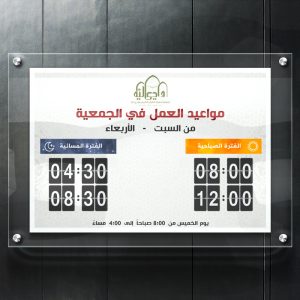 مواعيد العمل في الجمعية
من السبت - الأربعاء
الفترة الصباحية
08:00
12:00
الفترة المسائية
04:30
08:30
يوم الخميس من 8:00 صباحاً إلى 4:00 مساءً